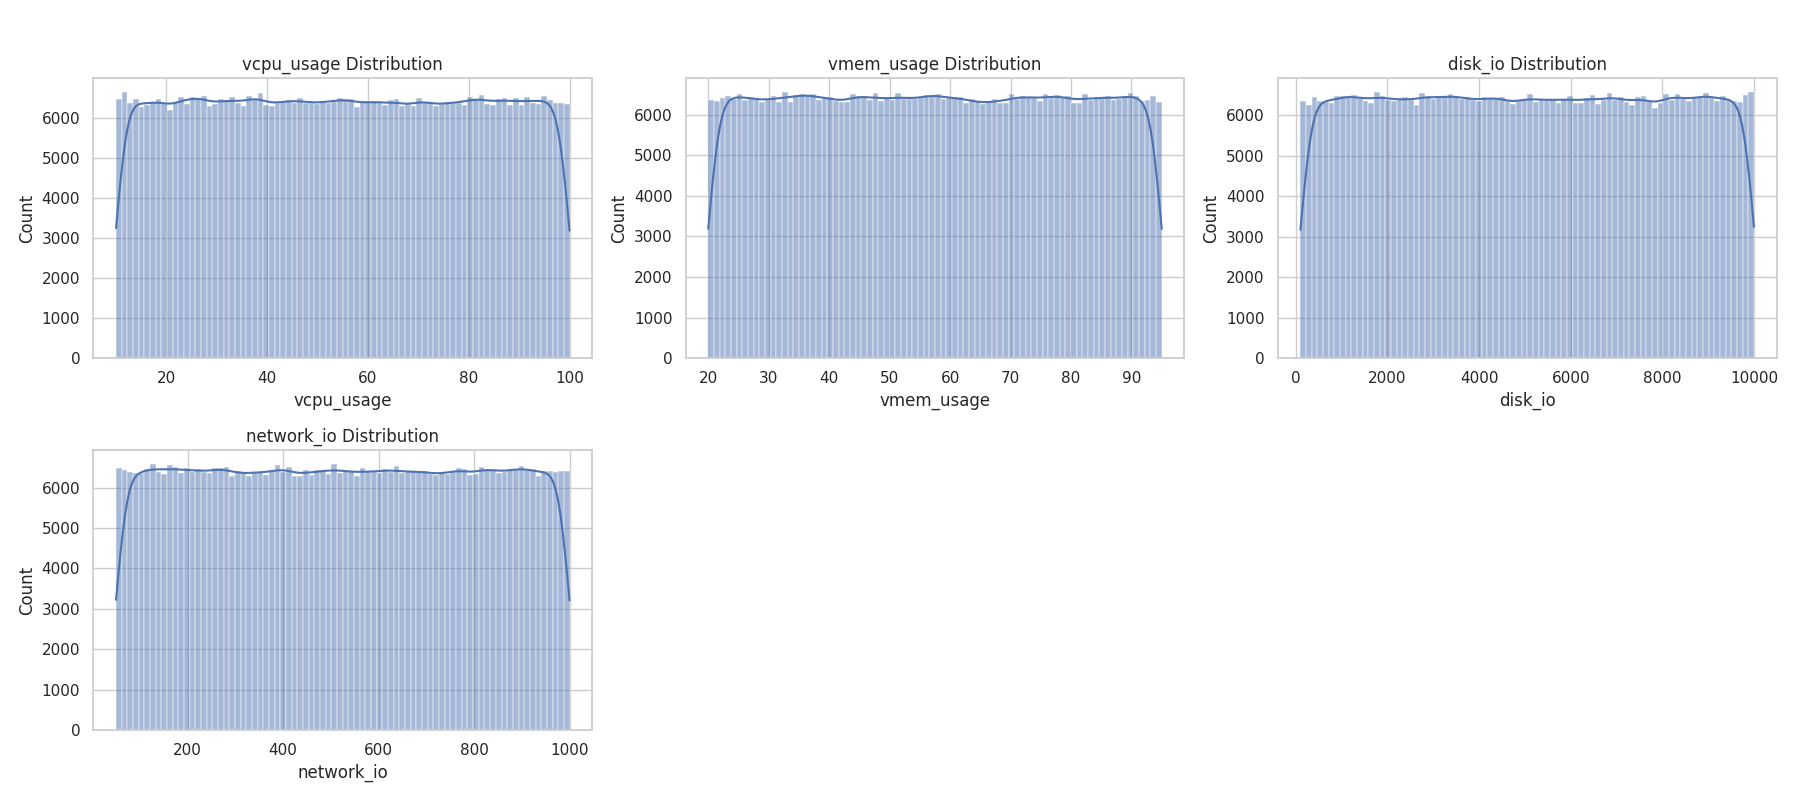 vcpu_usage Distribution
6000
5000
4000
3000
2000
1000
0
Count
20 40 60 80 100
vcpu_usage
vmem_usage Distribution
6000
5000
4000
3000
2000
1000
0
Count
20 30 40 50 60 70 80 90
vmem_usage
disk_io Distribution
6000
5000
4000
3000
2000
1000
0
Count
0 2000 4000 6000 8000 10000
disk_io
network_io Distribution
6000
5000
4000
3000
2000
1000
0
Count
200 400 600 800 1000
network_io